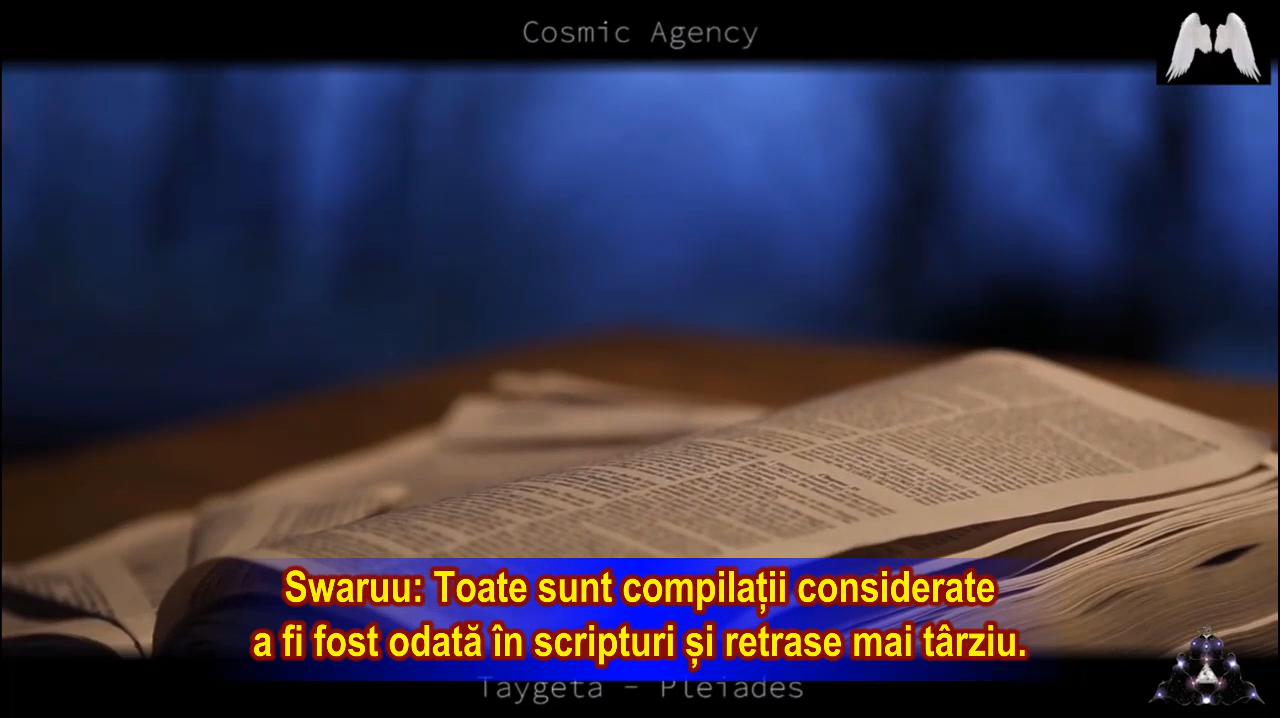 Cosmic Agency
Swaruu: Toate sunt compilații considerate
a fi fost odată în scripturi și retrase mai târziu.
Taygeta - Pleiades